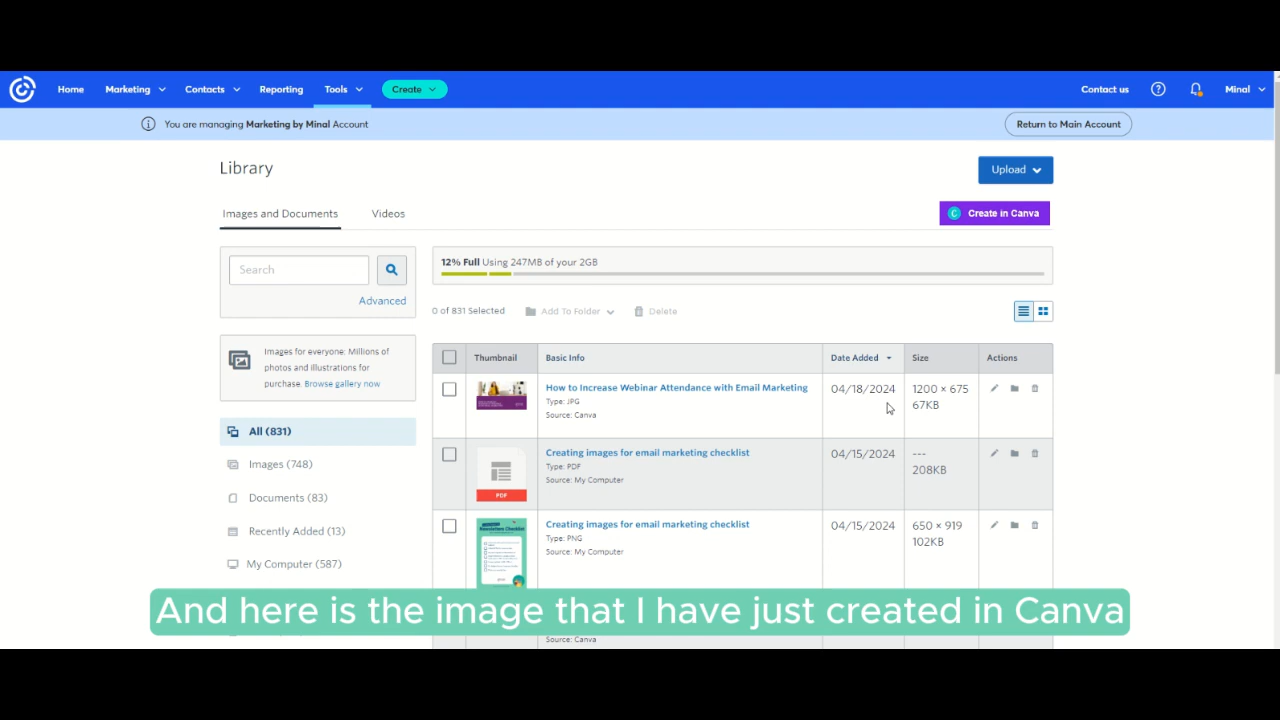 Home Marketing Contacts Reporting Tools Create Contact us Minal
You are managing Marketing by Minal Account Return to Main Account
Library
Upload
Images and Documents Videos
Create in Canva
Search
Advanced
12% Full Using 247MB of your 2GB
0 of 831 Selected Add To Folder Delete
Images for everyone: Millions of
photos and illustrations for
purchase. Browse gallery now
All (831)
Images (748)
Documents (83)
Recently Added (13)
My Computer (587)
Thumbnail Basic Info Date Added Size Actions
How to Increase Webinar Attendance with Email Marketing 04/18/2024 1200 × 675
Type: JPG 67KB
Source: Canva
Creating images for email marketing checklist 04/15/2024 ---
Type: PDF 208KB
Source: My Computer
PDF
Creating images for email marketing checklist 04/15/2024 650 × 919
Type: PNG 102KB
Source: My Computer
And here is the image that I have just created in Canva
Source: Canva